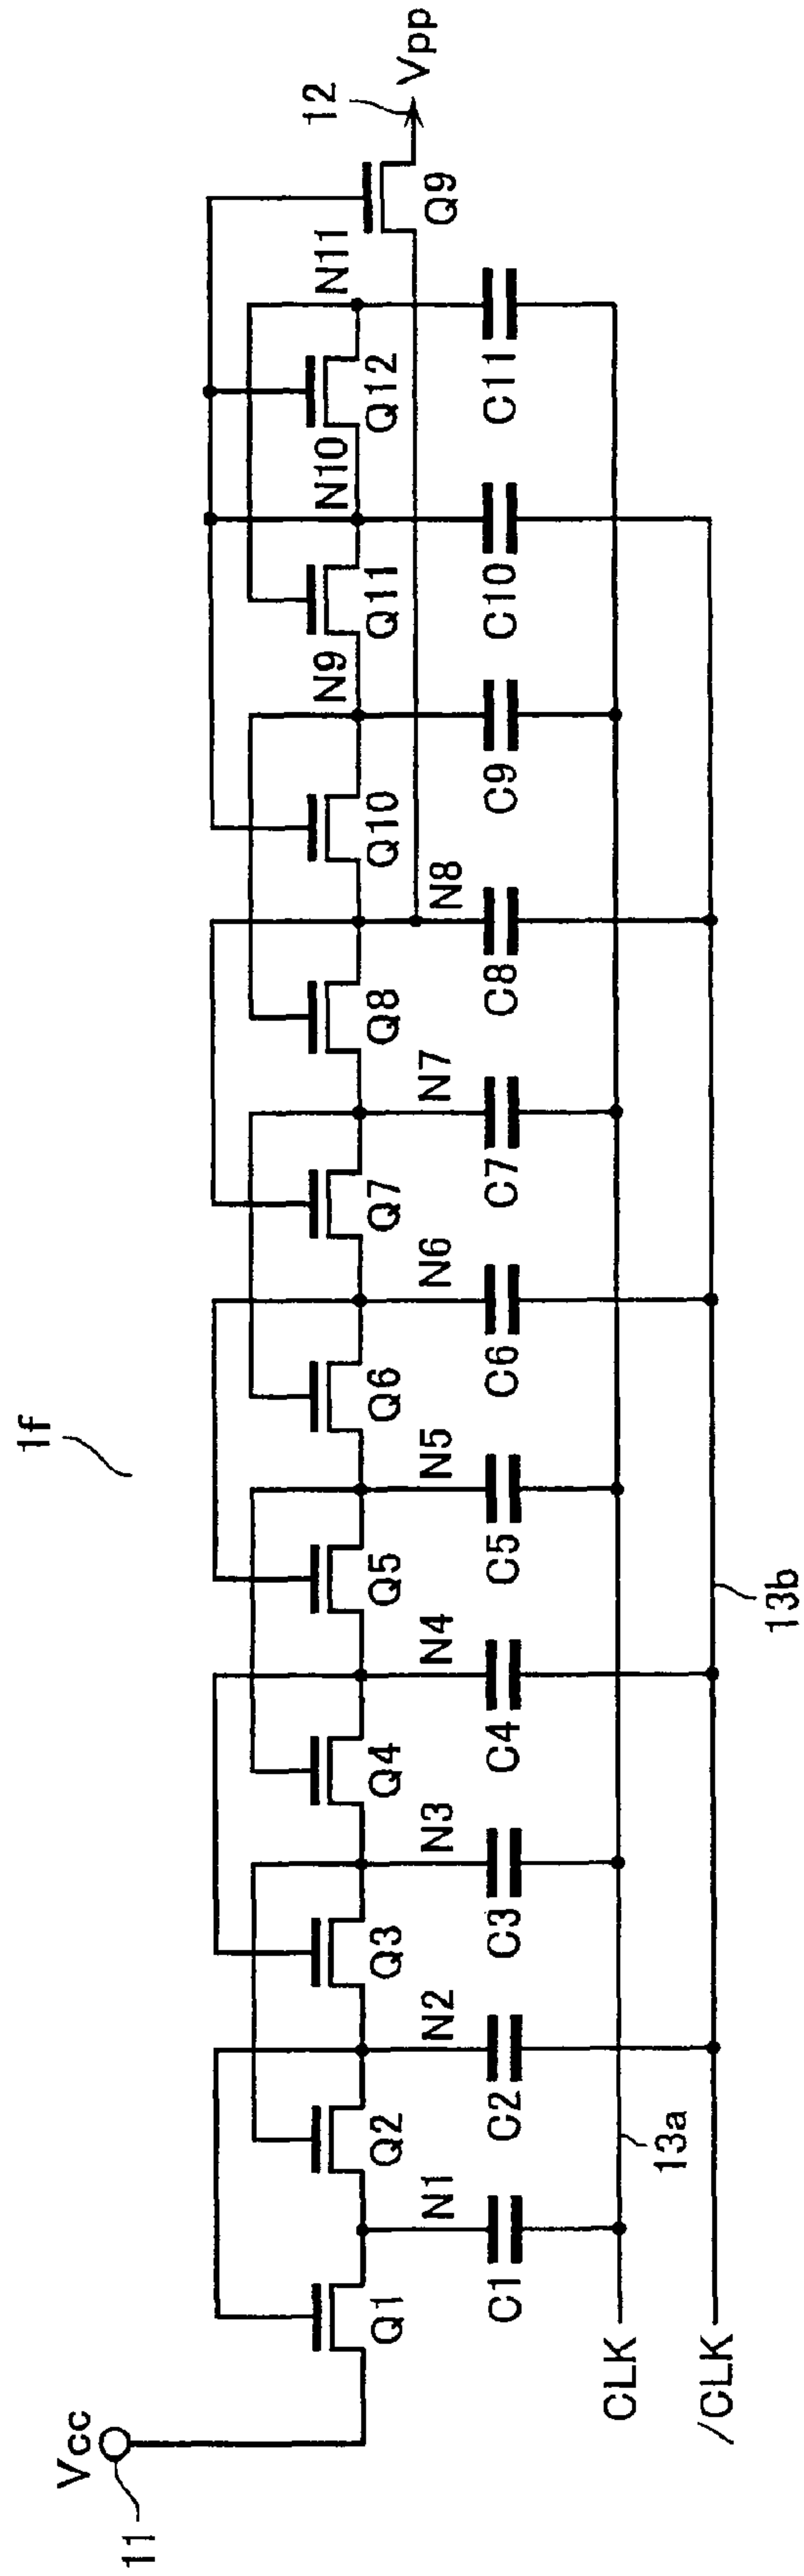 1f
Vcc
11
12
Vpp
Q1
Q2
Q3
Q4
Q5
Q6
Q7
Q8
Q10
Q11
Q12
Q9
N1
N2
N3
N4
N5
N6
N7
N8
N9
N10
N11
C1
C2
C3
C4
C5
C6
C7
C8
C9
C10
C11
CLK
13a
/CLK
13b